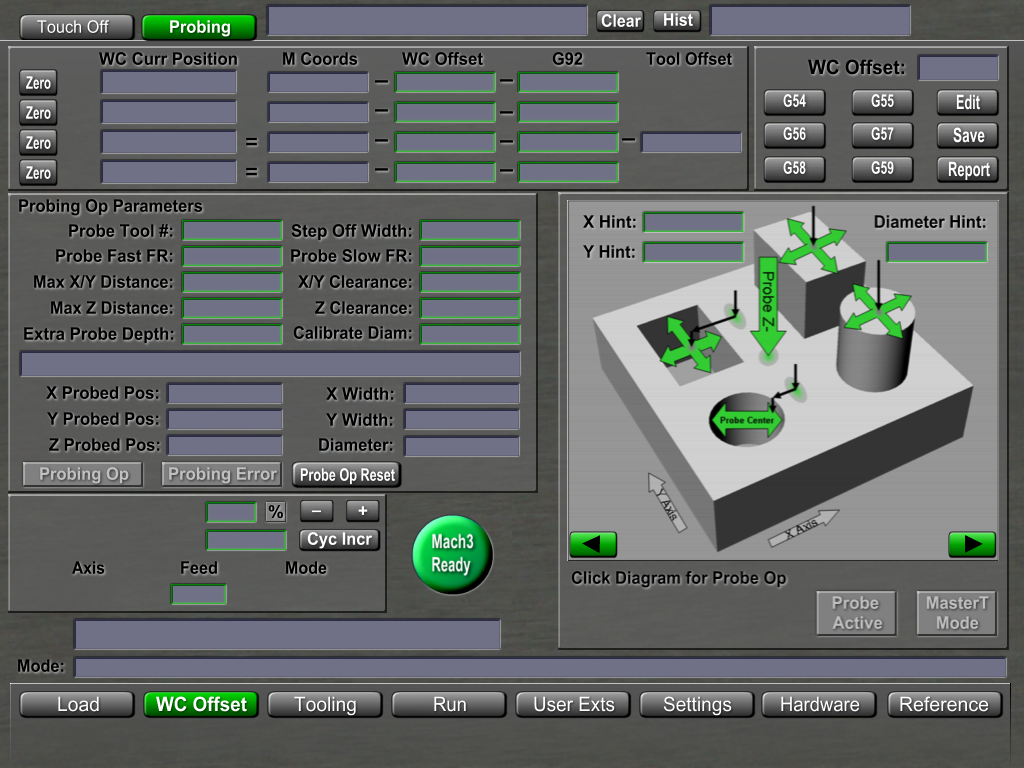 Touch Off Probing Clear Hist
WC Curr Position M Coords WC Offset G92 Tool Offset
WC Offset:
Zero
Zero
Zero =
Zero =
G54 G55 Edit
G56 G57 Save
G58 G59 Report
Probing Op Parameters
Probe Tool #: Step Off Width:
Probe Fast FR: Probe Slow FR:
Max X/Y Distance: X/Y Clearance:
Max Z Distance: Z Clearance:
Extra Probe Depth: Calibrate Diam:
X Probed Pos: X Width:
Y Probed Pos: Y Width:
Z Probed Pos: Diameter:
Probing Op Probing Error Probe Op Reset
X Hint: Diameter Hint:
Y Hint:
Probe Z-
Probe Center
Y Axis
X Axis
Click Diagram for Probe Op
Probe
Active
MasterT
Mode
% − +
Cyc Incr
Axis Feed Mode
Mach3
Ready
Mode:
Load WC Offset Tooling Run User Exts Settings Hardware Reference